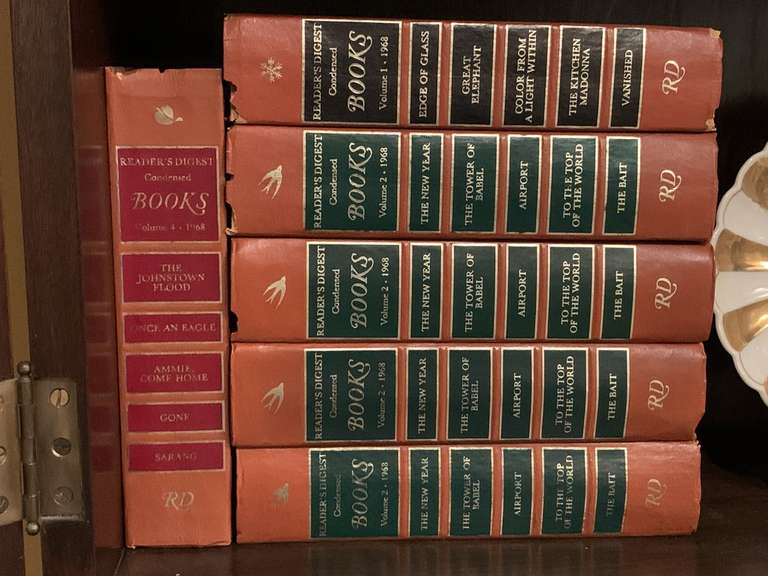 READER'S DIGEST
Condensed
BOOKS
Volume 4 · 1968
THE
JOHNSTOWN
FLOOD
ONCE AN EAGLE
AMMIE,
COME HOME
GONE
SARANG
RD
READER'S DIGEST
Condensed
BOOKS
Volume 1 · 1968
EDGE OF GLASS
GREAT
ELEPHANT
COLOR FROM
A LIGHT WITHIN
THE KITCHEN
MADONNA
VANISHED
RD
READER'S DIGEST
Condensed
BOOKS
Volume 2 · 1968
THE NEW YEAR
THE TOWER OF
BABEL
AIRPORT
TO THE TOP
OF THE WORLD
THE BAIT
RD
READER'S DIGEST
Condensed
BOOKS
Volume 2 · 1968
THE NEW YEAR
THE TOWER OF
BABEL
AIRPORT
TO THE TOP
OF THE WORLD
THE BAIT
RD
READER'S DIGEST
Condensed
BOOKS
Volume 2 · 1968
THE NEW YEAR
THE TOWER OF
BABEL
AIRPORT
TO THE TOP
OF THE WORLD
THE BAIT
RD
READER'S DIGEST
Condensed
BOOKS
Volume 2 · 1968
THE NEW YEAR
THE TOWER OF
BABEL
AIRPORT
TO THE TOP
OF THE WORLD
THE BAIT
RD